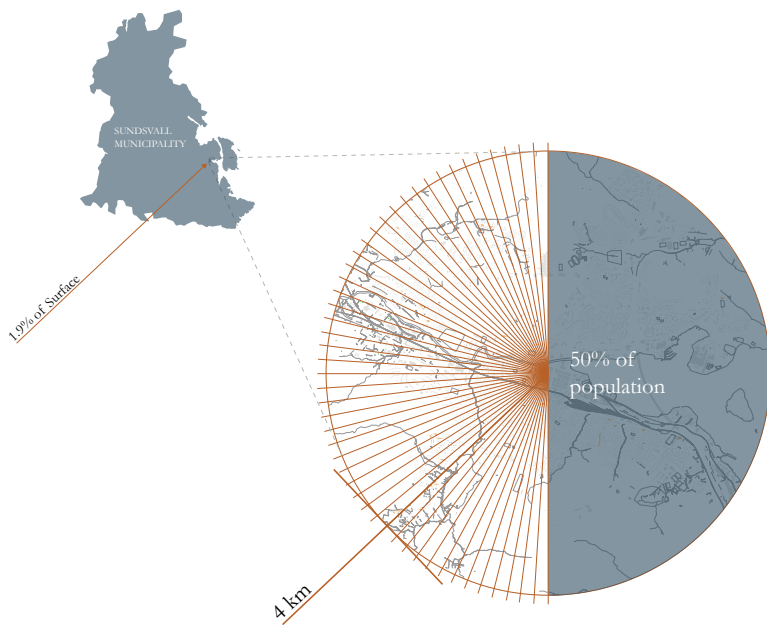 SUNDSVALL
MUNICIPALITY
1.9% of Surface
50% of
population
4 km